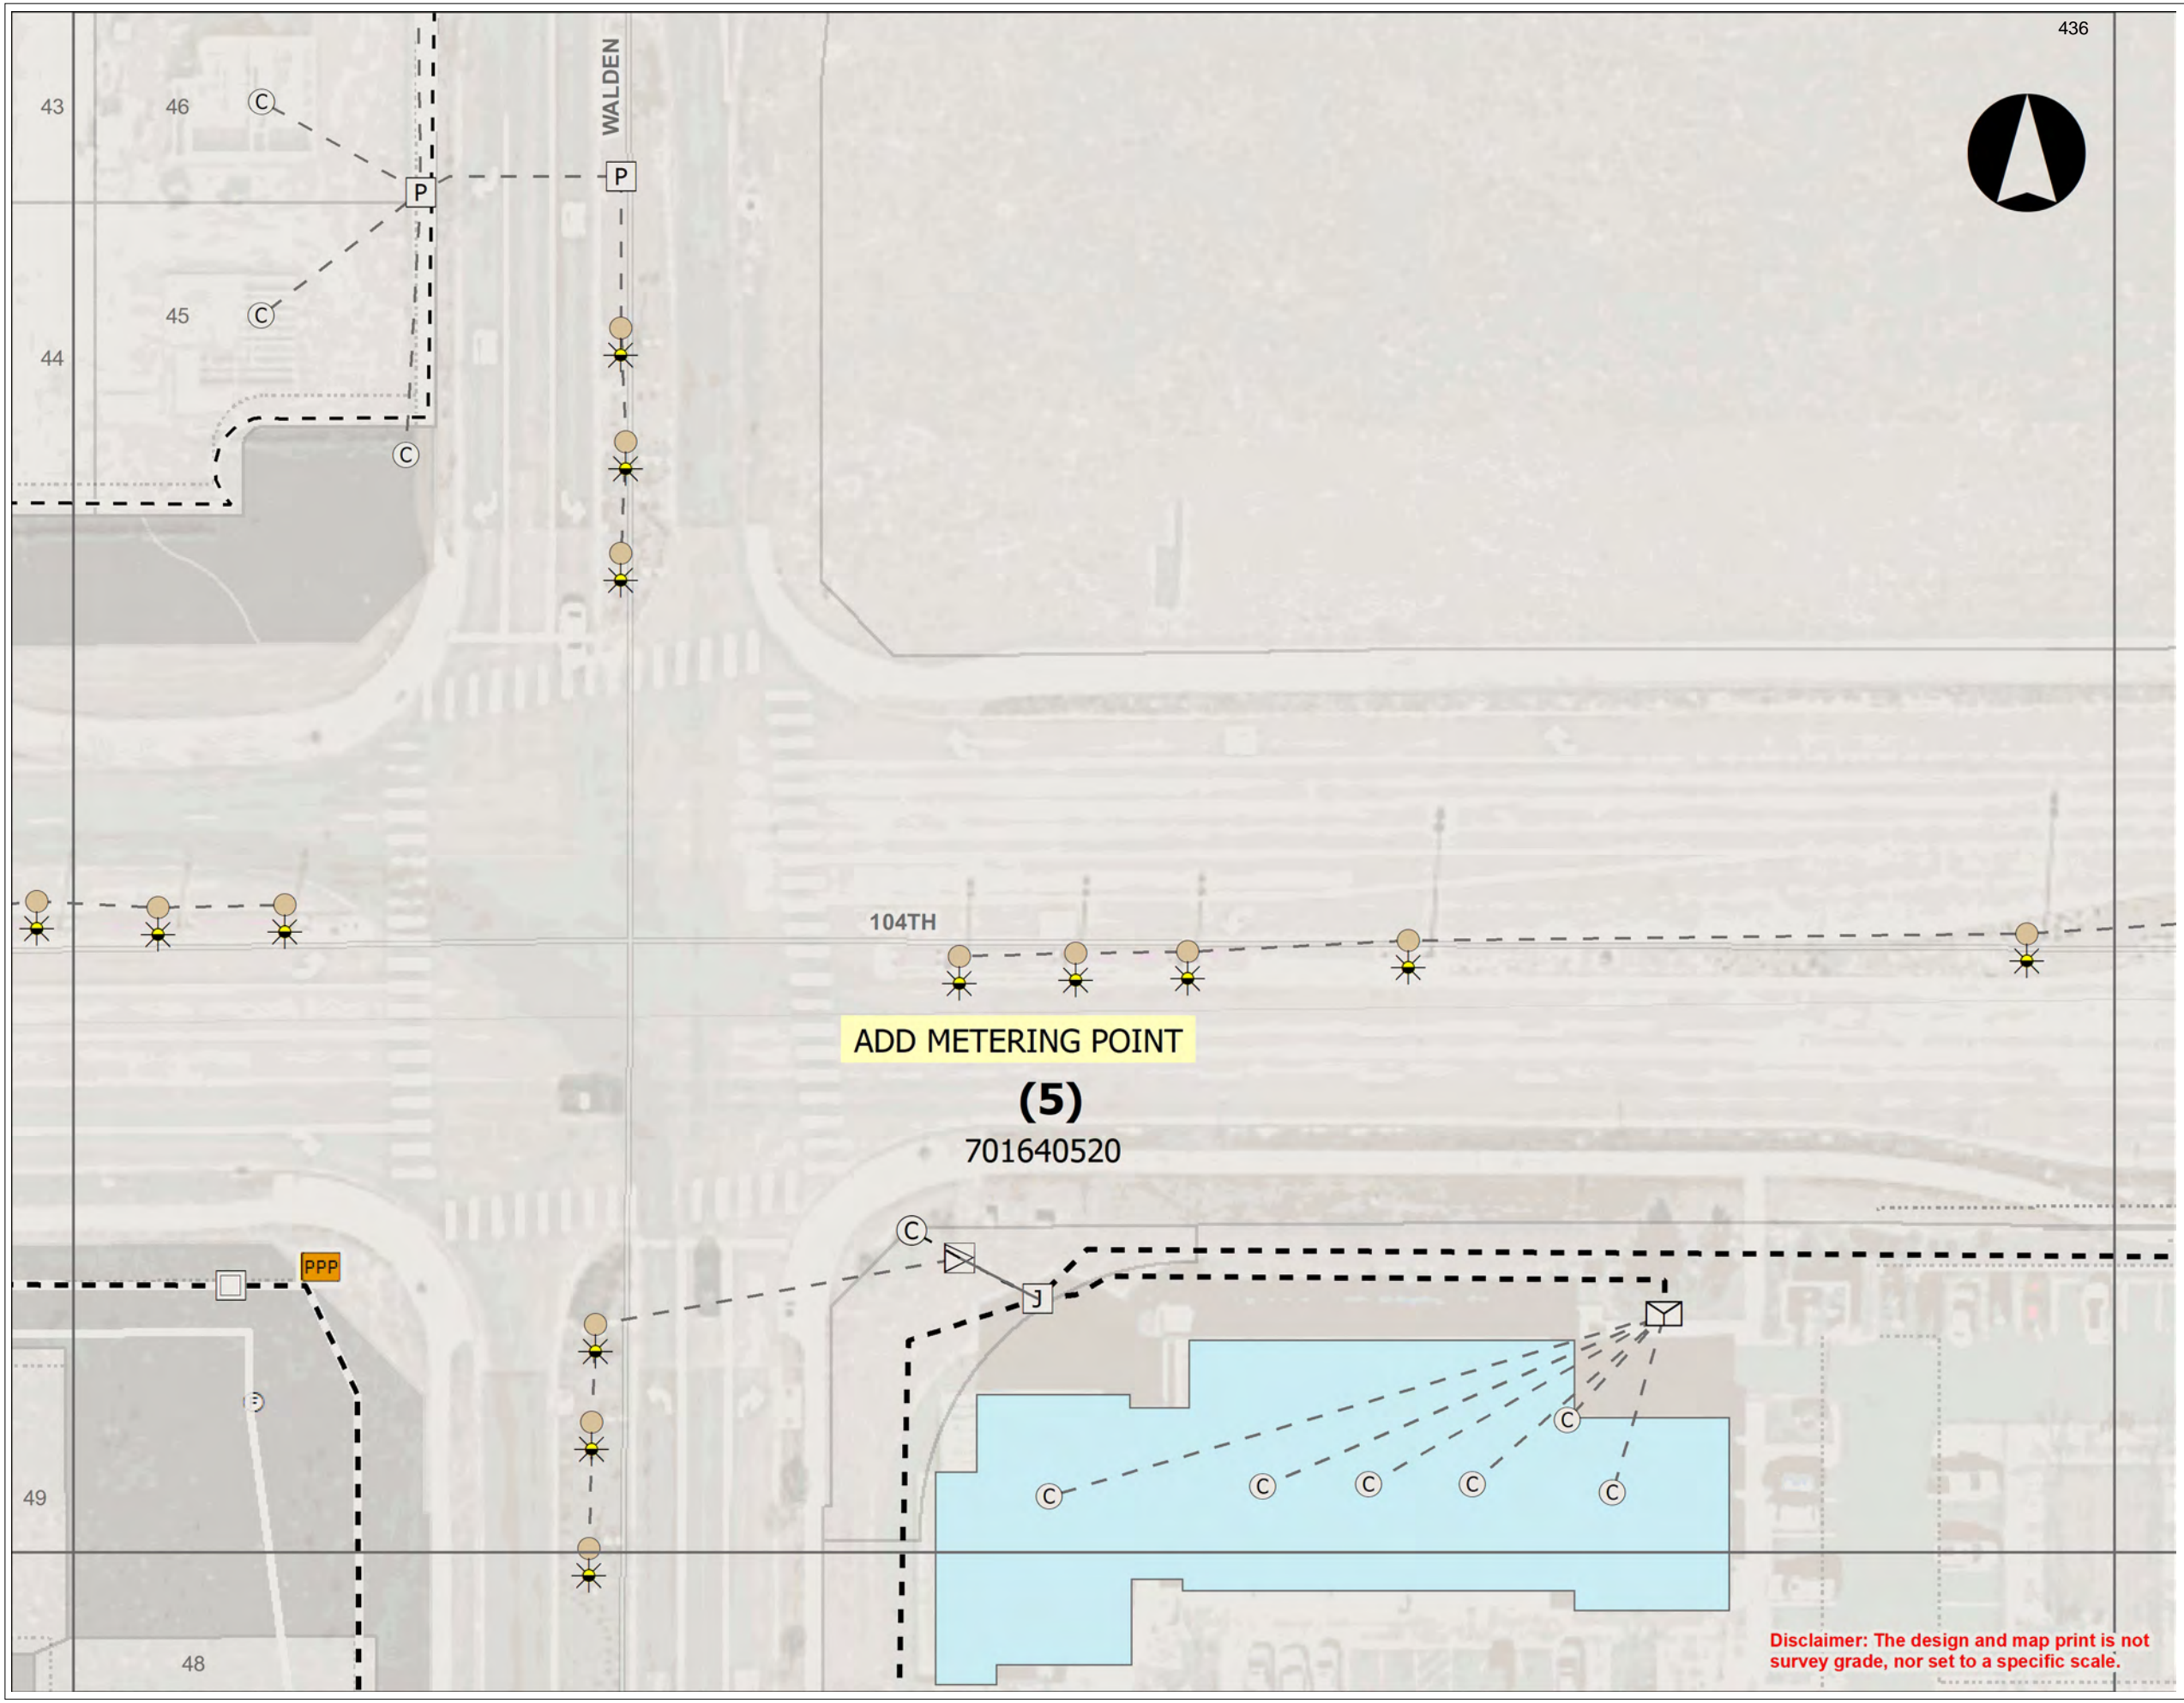 436
WALDEN
43
46
C
P
P
45
C
44
C
104TH
ADD METERING POINT
(5)
701640520
C
PPP
J
E
C
49
C
C
C
C
C
48
Disclaimer: The design and map print is not
survey grade, nor set to a specific scale.